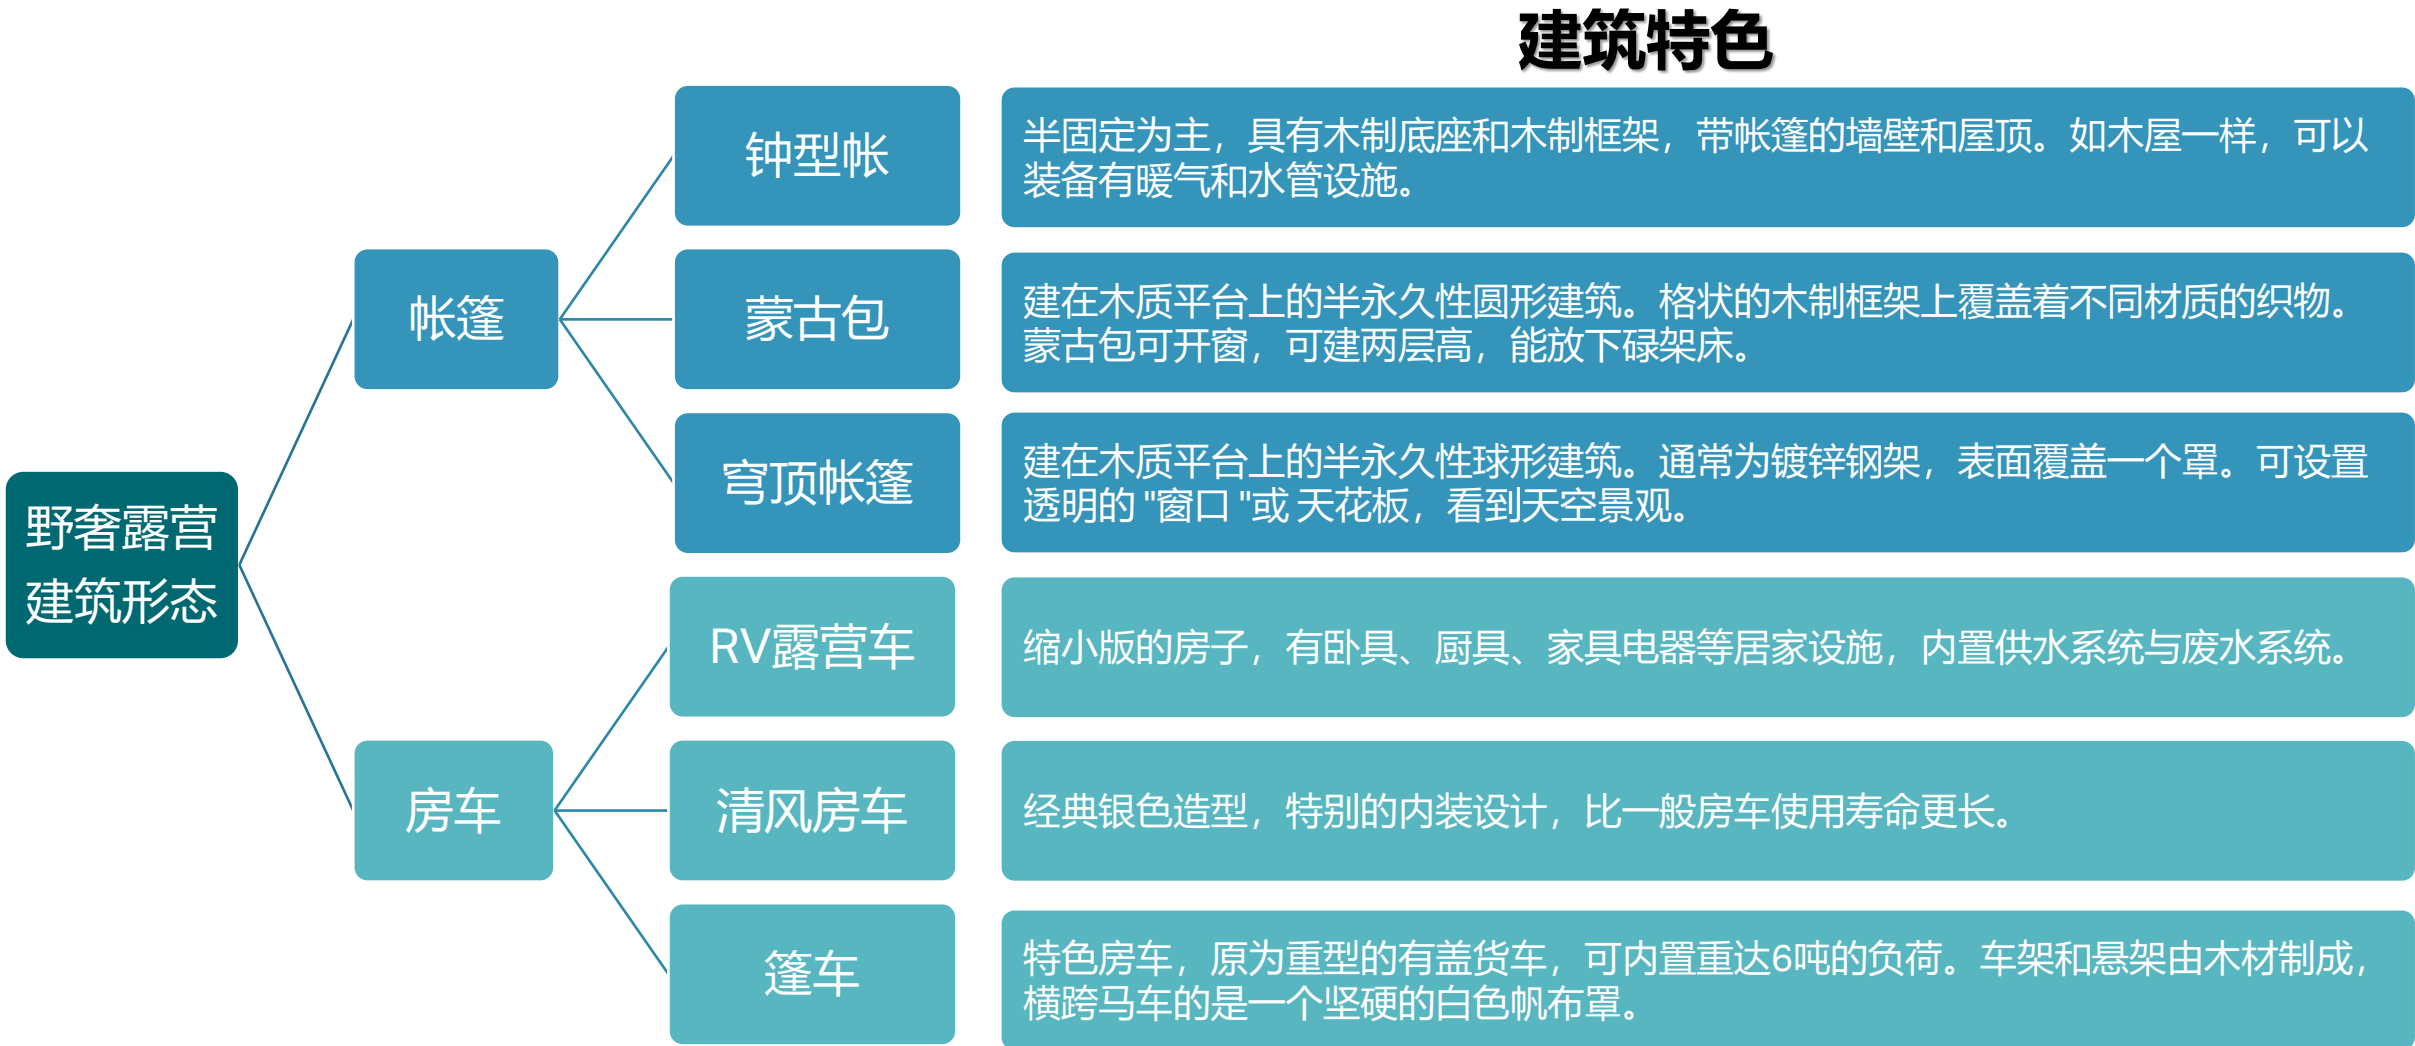 建筑特色
野奢露营
建筑形态
帐篷
钟型帐
半固定为主，具有木制底座和木制框架，带帐篷的墙壁和屋顶。如木屋一样，可以
装备有暖气和水管设施。
蒙古包
建在木质平台上的半永久性圆形建筑。格状的木制框架上覆盖着不同材质的织物。
蒙古包可开窗，可建两层高，能放下碌架床。
穹顶帐篷
建在木质平台上的半永久性球形建筑。通常为镀锌钢架，表面覆盖一个罩。可设置
透明的 "窗口 "或 天花板，看到天空景观。
房车
RV露营车
缩小版的房子，有卧具、厨具、家具电器等居家设施，内置供水系统与废水系统。
清风房车
经典银色造型，特别的内装设计，比一般房车使用寿命更长。
篷车
特色房车，原为重型的有盖货车，可内置重达6吨的负荷。车架和悬架由木材制成，
横跨马车的是一个坚硬的白色帆布罩。